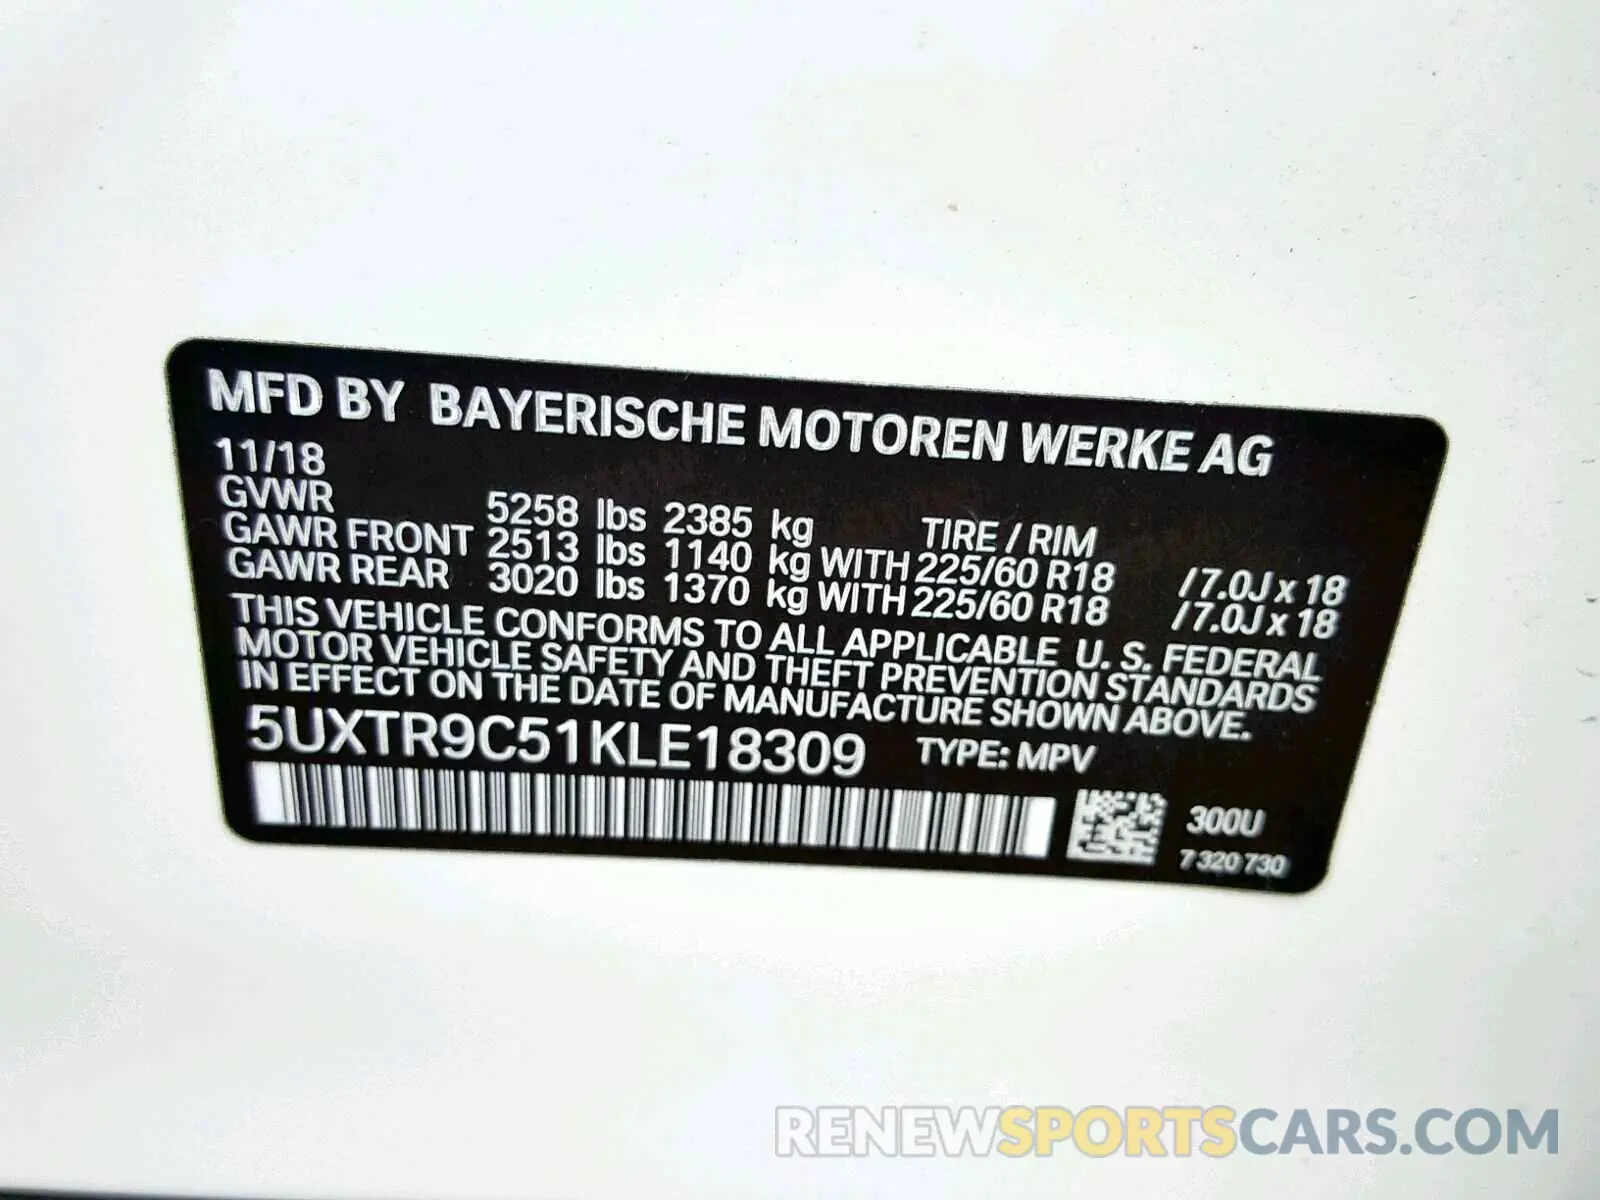 MFD BY BAYERISCHE MOTOREN WERKE AG
11/18
GVWR 5258 lbs 2385 kg TIRE / RIM
GAWR FRONT 2513 lbs 1140 kg WITH 225/60 R18 / 7.0J x 18
GAWR REAR 3020 lbs 1370 kg WITH 225/60 R18 / 7.0J x 18
THIS VEHICLE CONFORMS TO ALL APPLICABLE U. S. FEDERAL
MOTOR VEHICLE SAFETY AND THEFT PREVENTION STANDARDS
IN EFFECT ON THE DATE OF MANUFACTURE SHOWN ABOVE.
5UXTR9C51KLE18309 TYPE: MPV
300U
7 320 730
RENEWSPORTSCARS.COM